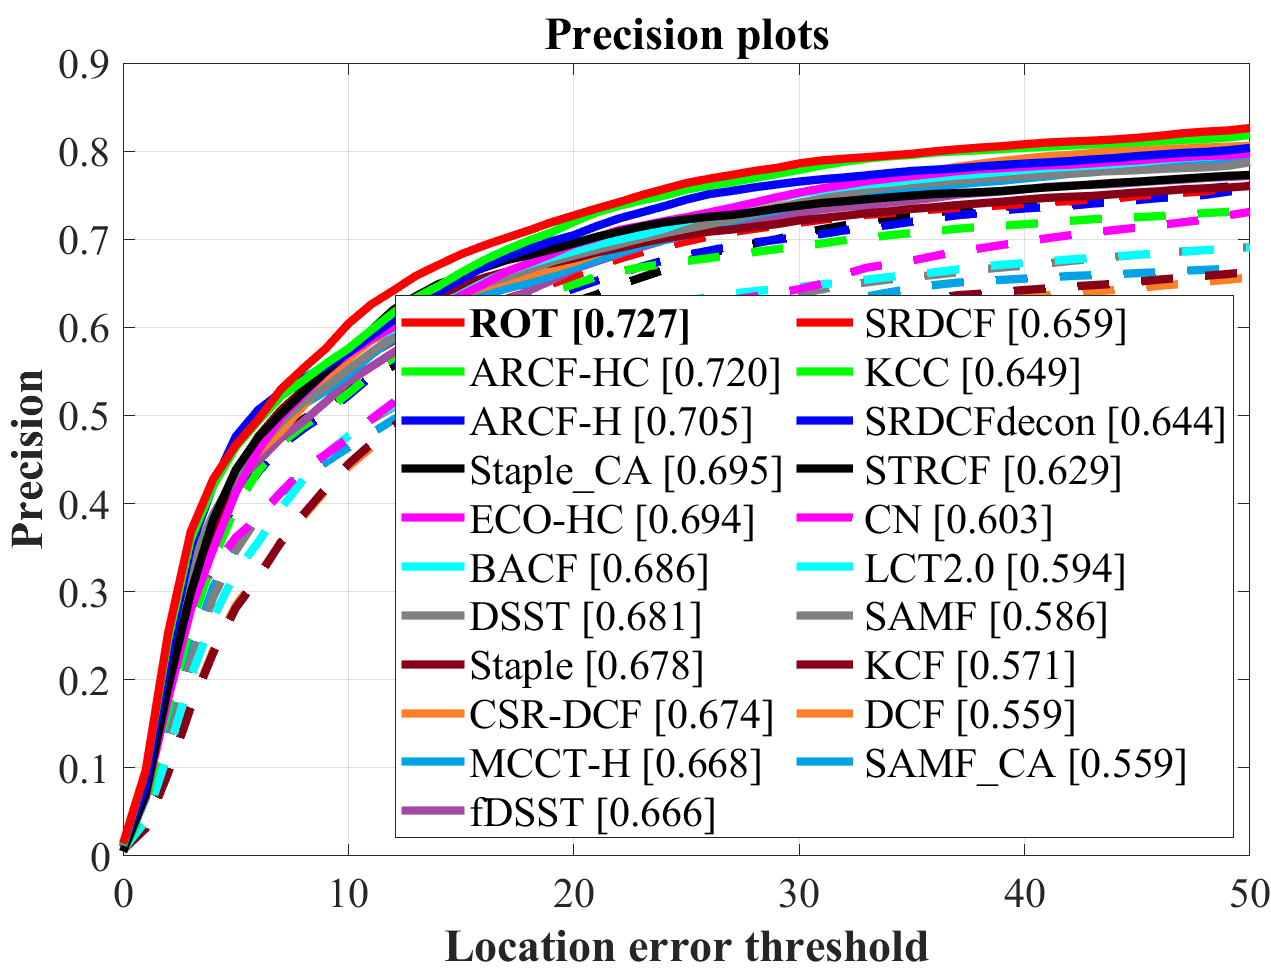 Precision plots
0.9
0.8
0.7
0.6
0.5
0.4
0.3
0.2
0.1
0
Precision
ROT [0.727]
ARCF-HC [0.720]
ARCF-H [0.705]
Staple_CA [0.695]
ECO-HC [0.694]
BACF [0.686]
DSST [0.681]
Staple [0.678]
CSR-DCF [0.674]
MCCT-H [0.668]
fDSST [0.666]
SRDCF [0.659]
KCC [0.649]
SRDCFdecon [0.644]
STRCF [0.629]
CN [0.603]
LCT2.0 [0.594]
SAMF [0.586]
KCF [0.571]
DCF [0.559]
SAMF_CA [0.559]
0 10 20 30 40 50
Location error threshold